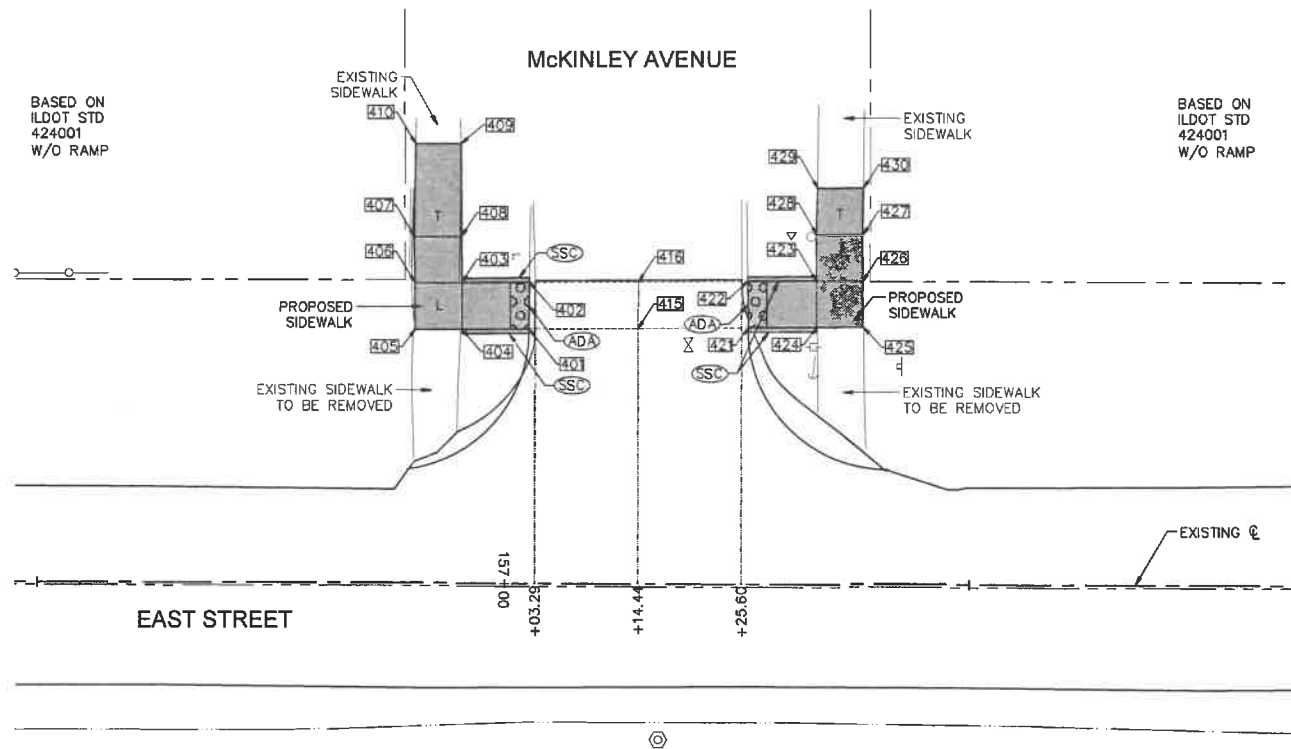 McKINLEY AVENUE
BASED ON
ILDOT STD
424001
W/O RAMP
EXISTING
SIDEWALK
410
409
EXISTING
SIDEWALK
BASED ON
ILDOT STD
424001
W/O RAMP
429
430
407
408
T
428
T
427
406
403
SSC
416
423
426
PROPOSED
SIDEWALK
L
402
415
422
PROPOSED
SIDEWALK
405
404
ADA
401
ADA
421
424
425
SSC
SSC
EXISTING SIDEWALK
TO BE REMOVED
EXISTING SIDEWALK
TO BE REMOVED
EXISTING ℄
157+00
+03.29
+14.44
+25.60
EAST STREET